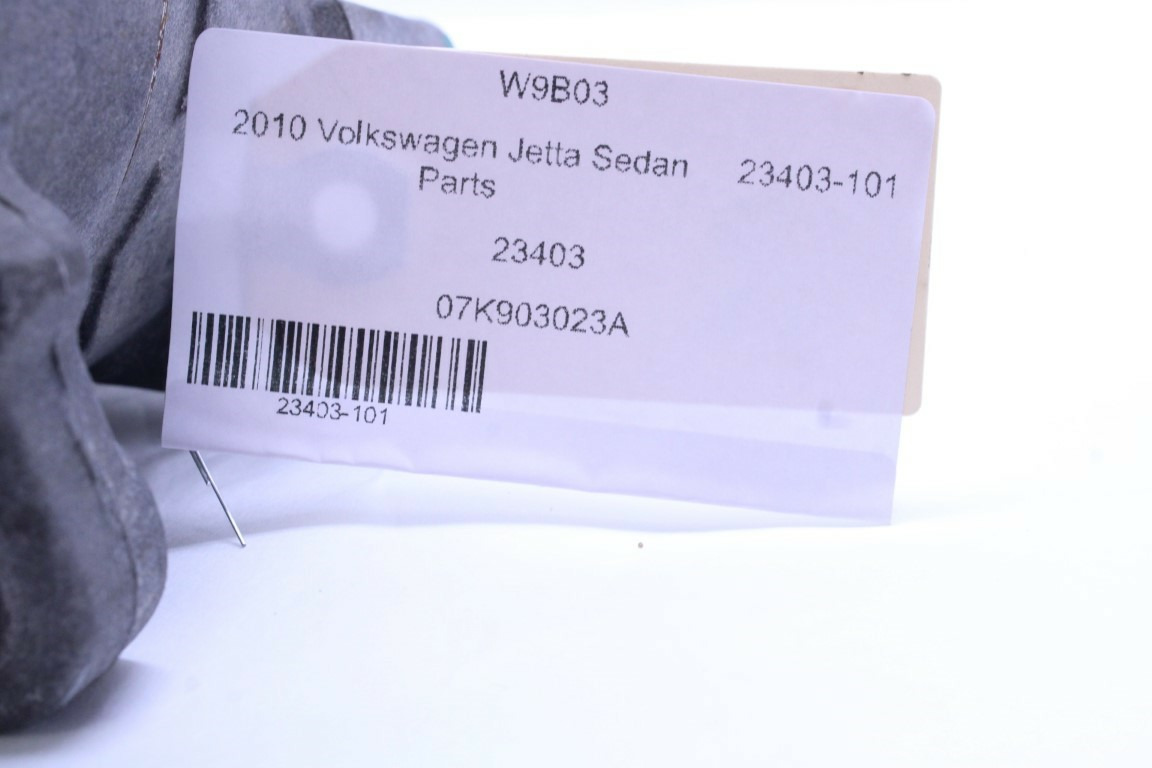 W9B03
2010 Volkswagen Jetta Sedan 23403-101
Parts
23403
07K903023A
23403-101